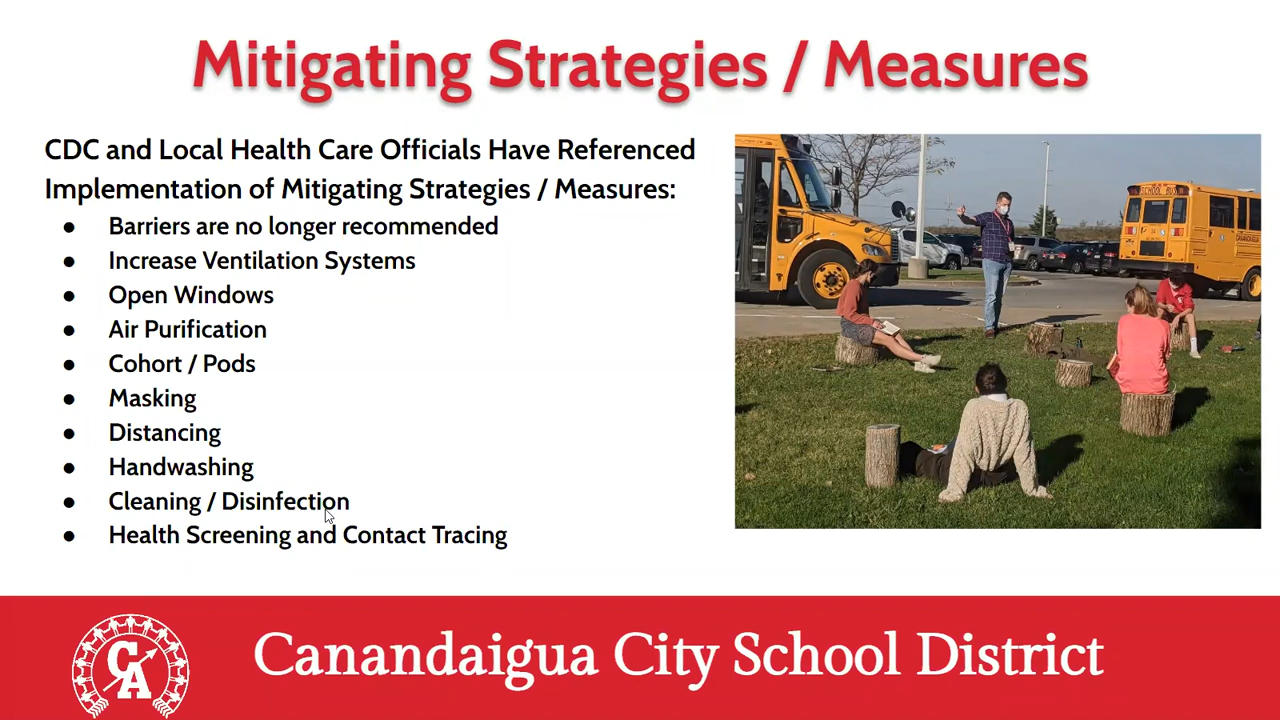 Mitigating Strategies / Measures
CDC and Local Health Care Officials Have Referenced
Implementation of Mitigating Strategies / Measures:
● Barriers are no longer recommended
● Increase Ventilation Systems
● Open Windows
● Air Purification
● Cohort / Pods
● Masking
● Distancing
● Handwashing
● Cleaning / Disinfection
● Health Screening and Contact Tracing
SCHOOL BUS
CA
Canandaigua City School District